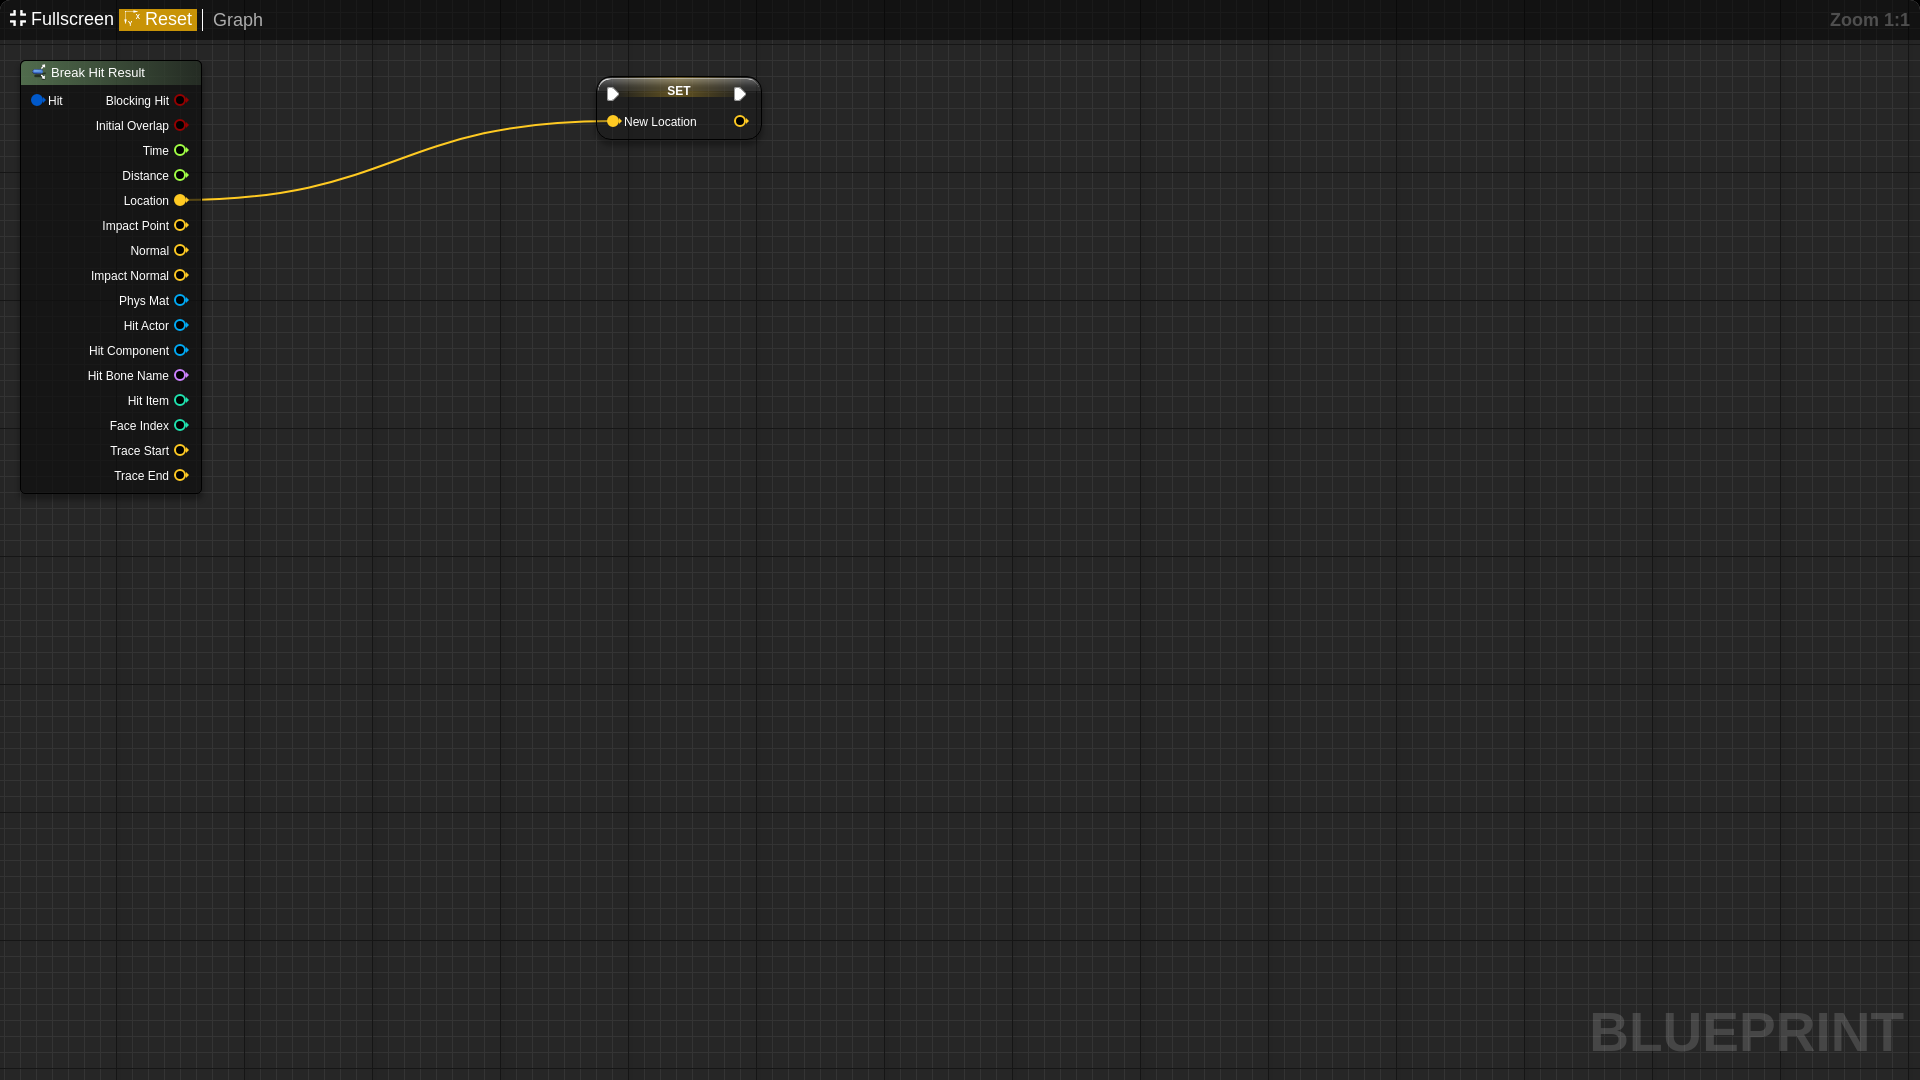 Fullscreen Reset Graph Zoom 1:1
Break Hit Result
Hit Blocking Hit
Initial Overlap
Time
Distance
Location
Impact Point
Normal
Impact Normal
Phys Mat
Hit Actor
Hit Component
Hit Bone Name
Hit Item
Face Index
Trace Start
Trace End
SET
New Location
BLUEPRINT